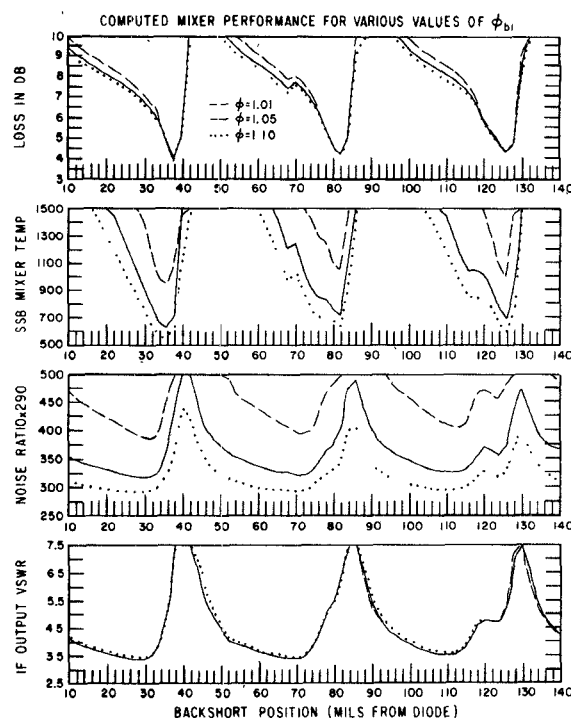 COMPUTED MIXER PERFORMANCE FOR VARIOUS VALUES OF ϕbi
LOSS IN DB
10
9
8
7
6
5
4
3
ϕ=1.01
ϕ=1.05
ϕ=1.10
10 20 30 40 50 60 70 80 90 100 110 120 130 140
SSB MIXER TEMP
1500
1300
1100
900
700
500
10 20 30 40 50 60 70 80 90 100 110 120 130 140
NOISE RATIOx290
500
450
400
350
300
250
10 20 30 40 50 60 70 80 90 100 110 120 130 140
IF OUTPUT VSWR
7.5
6.5
5.5
4.5
3.5
2.5
10 20 30 40 50 60 70 80 90 100 110 120 130 140
BACKSHORT POSITION (MILS FROM DIODE)